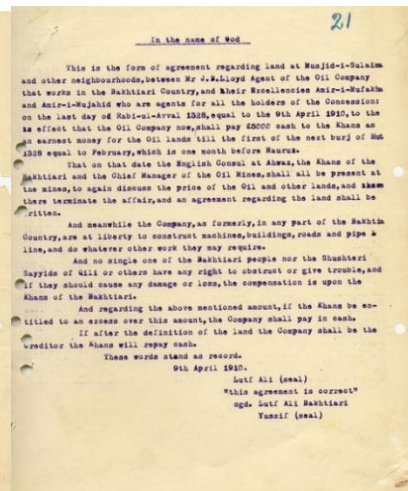 21
In the name of God
This is the form of agreement regarding land at Musjid-i-Sulaima
and other neighbourhoods, between Mr J.B.Lloyd Agent of the Oil Company
that works in the Bakhtiari Country, and their Excellencies Amir-i-Mufakha
and Amir-i-Mujahid who are agents for all the holders of the Concession:
on the last day of Rabi-ul-Avval 1328, equal to the 9th April 1910, to the
is effect that the Oil Company now, shall pay £5000 cash to the Khans as
an earnest money for the Oil lands till the first of the next burj of Hut
1328 equal to February, which is one month before Nauruz.
That on that date the English Consul at Ahwaz, the Khans of the
Bakhtiari and the Chief Manager of the Oil Mines, shall all be present at
the mines, to again discuss the price of the Oil and other lands, and
there terminate the affair, and an agreement regarding the land shall be
written.
And meanwhile the Company, as formerly, in any part of the Bakhtia
Country, are at liberty to construct machines, buildings, roads and pipe
line, and do whatever other work they may require.
And no single one of the Bakhtiari people nor the Shushteri
Sayyids of Gili or others have any right to obstruct or give trouble, and
if they should cause any damage or loss, the compensation is upon the
Khans of the Bakhtiari.
And regarding the above mentioned amount, if the Khans be en-
titled to an excess over this amount, the Company shall pay in cash.
If after the definition of the land the Company shall be the
creditor the Khans will repay cash.
These words stand as record.
9th April 1910.
Lutf Ali (seal)
"this agreement is correct"
sgd. Lutf Ali Bakhtiari
Yussif (seal)